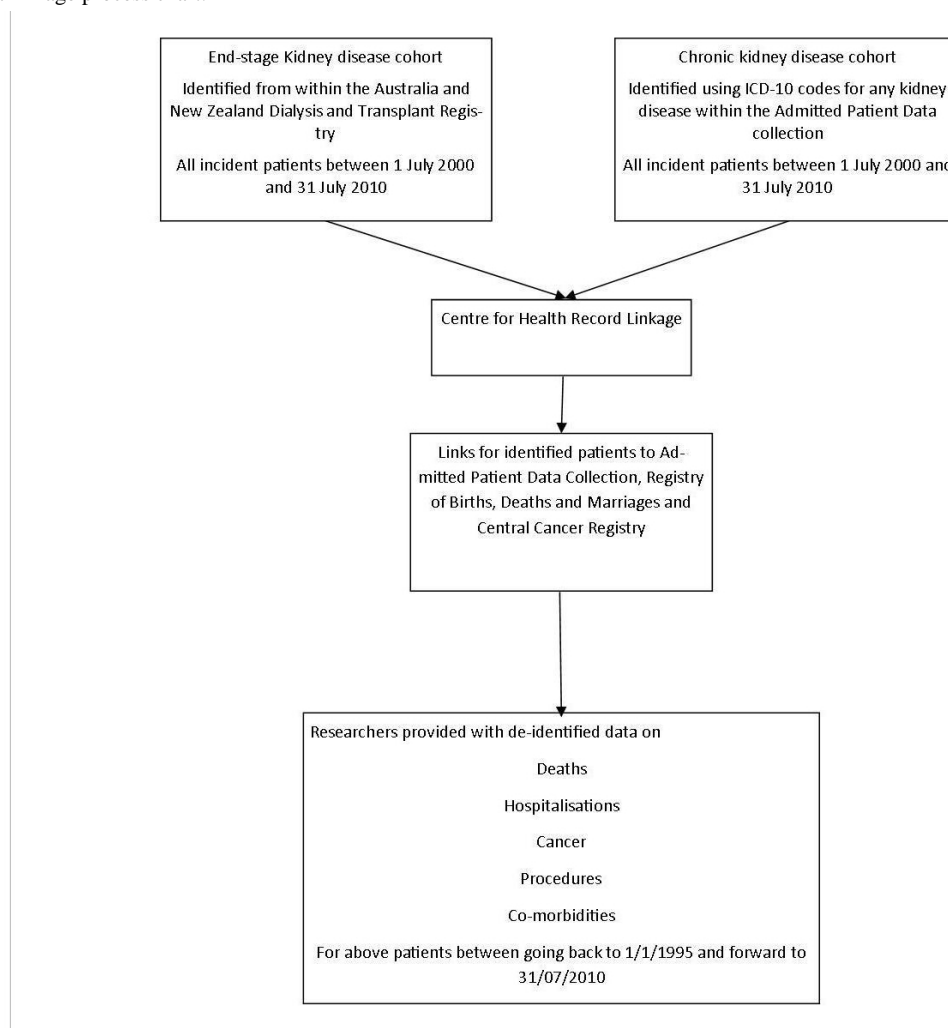 End-stage Kidney disease cohort
Identified from within the Australia and
New Zealand Dialysis and Transplant Regis-
try
All incident patients between 1 July 2000
and 31 July 2010
Chronic kidney disease cohort
Identified using ICD-10 codes for any kidney
disease within the Admitted Patient Data
collection
All incident patients between 1 July 2000 and
31 July 2010
Centre for Health Record Linkage
Links for identified patients to Ad-
mitted Patient Data Collection, Registry
of Births, Deaths and Marriages and
Central Cancer Registry
Researchers provided with de-identified data on
Deaths
Hospitalisations
Cancer
Procedures
Co-morbidities
For above patients between going back to 1/1/1995 and forward to
31/07/2010